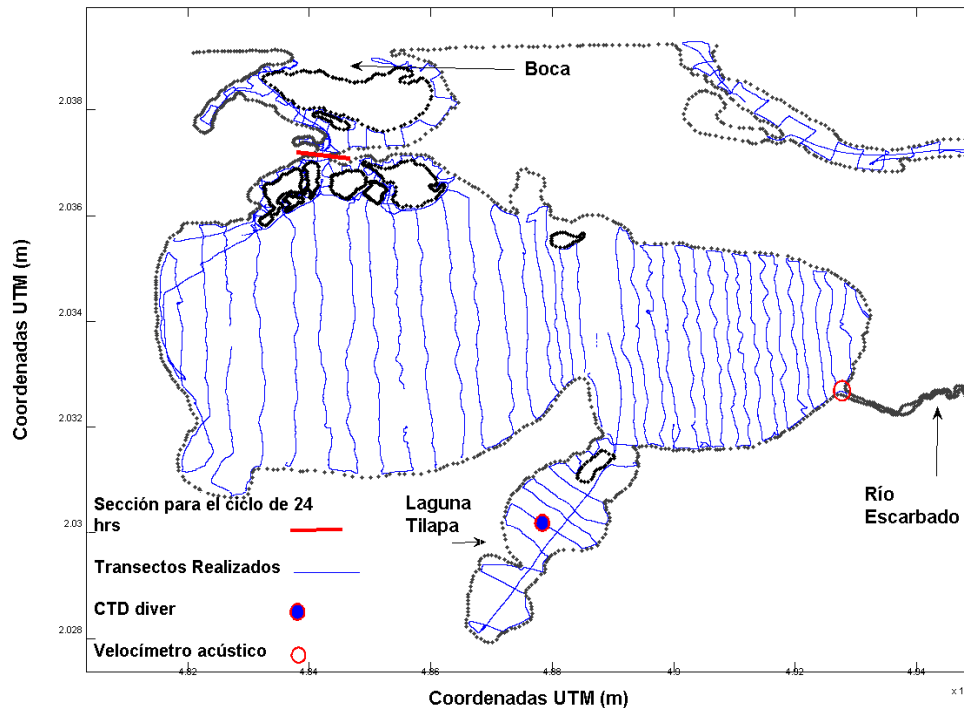 Boca
2.038
2.036
2.034
2.032
2.03
2.028
Coordenadas UTM (m)
Sección para el ciclo de 24
hrs
Transectos Realizados
CTD diver
Velocímetro acústico
Laguna
Tilapa
Río
Escarbado
4.82
4.84
4.86
4.88
4.9
4.92
4.94
x1
Coordenadas UTM (m)